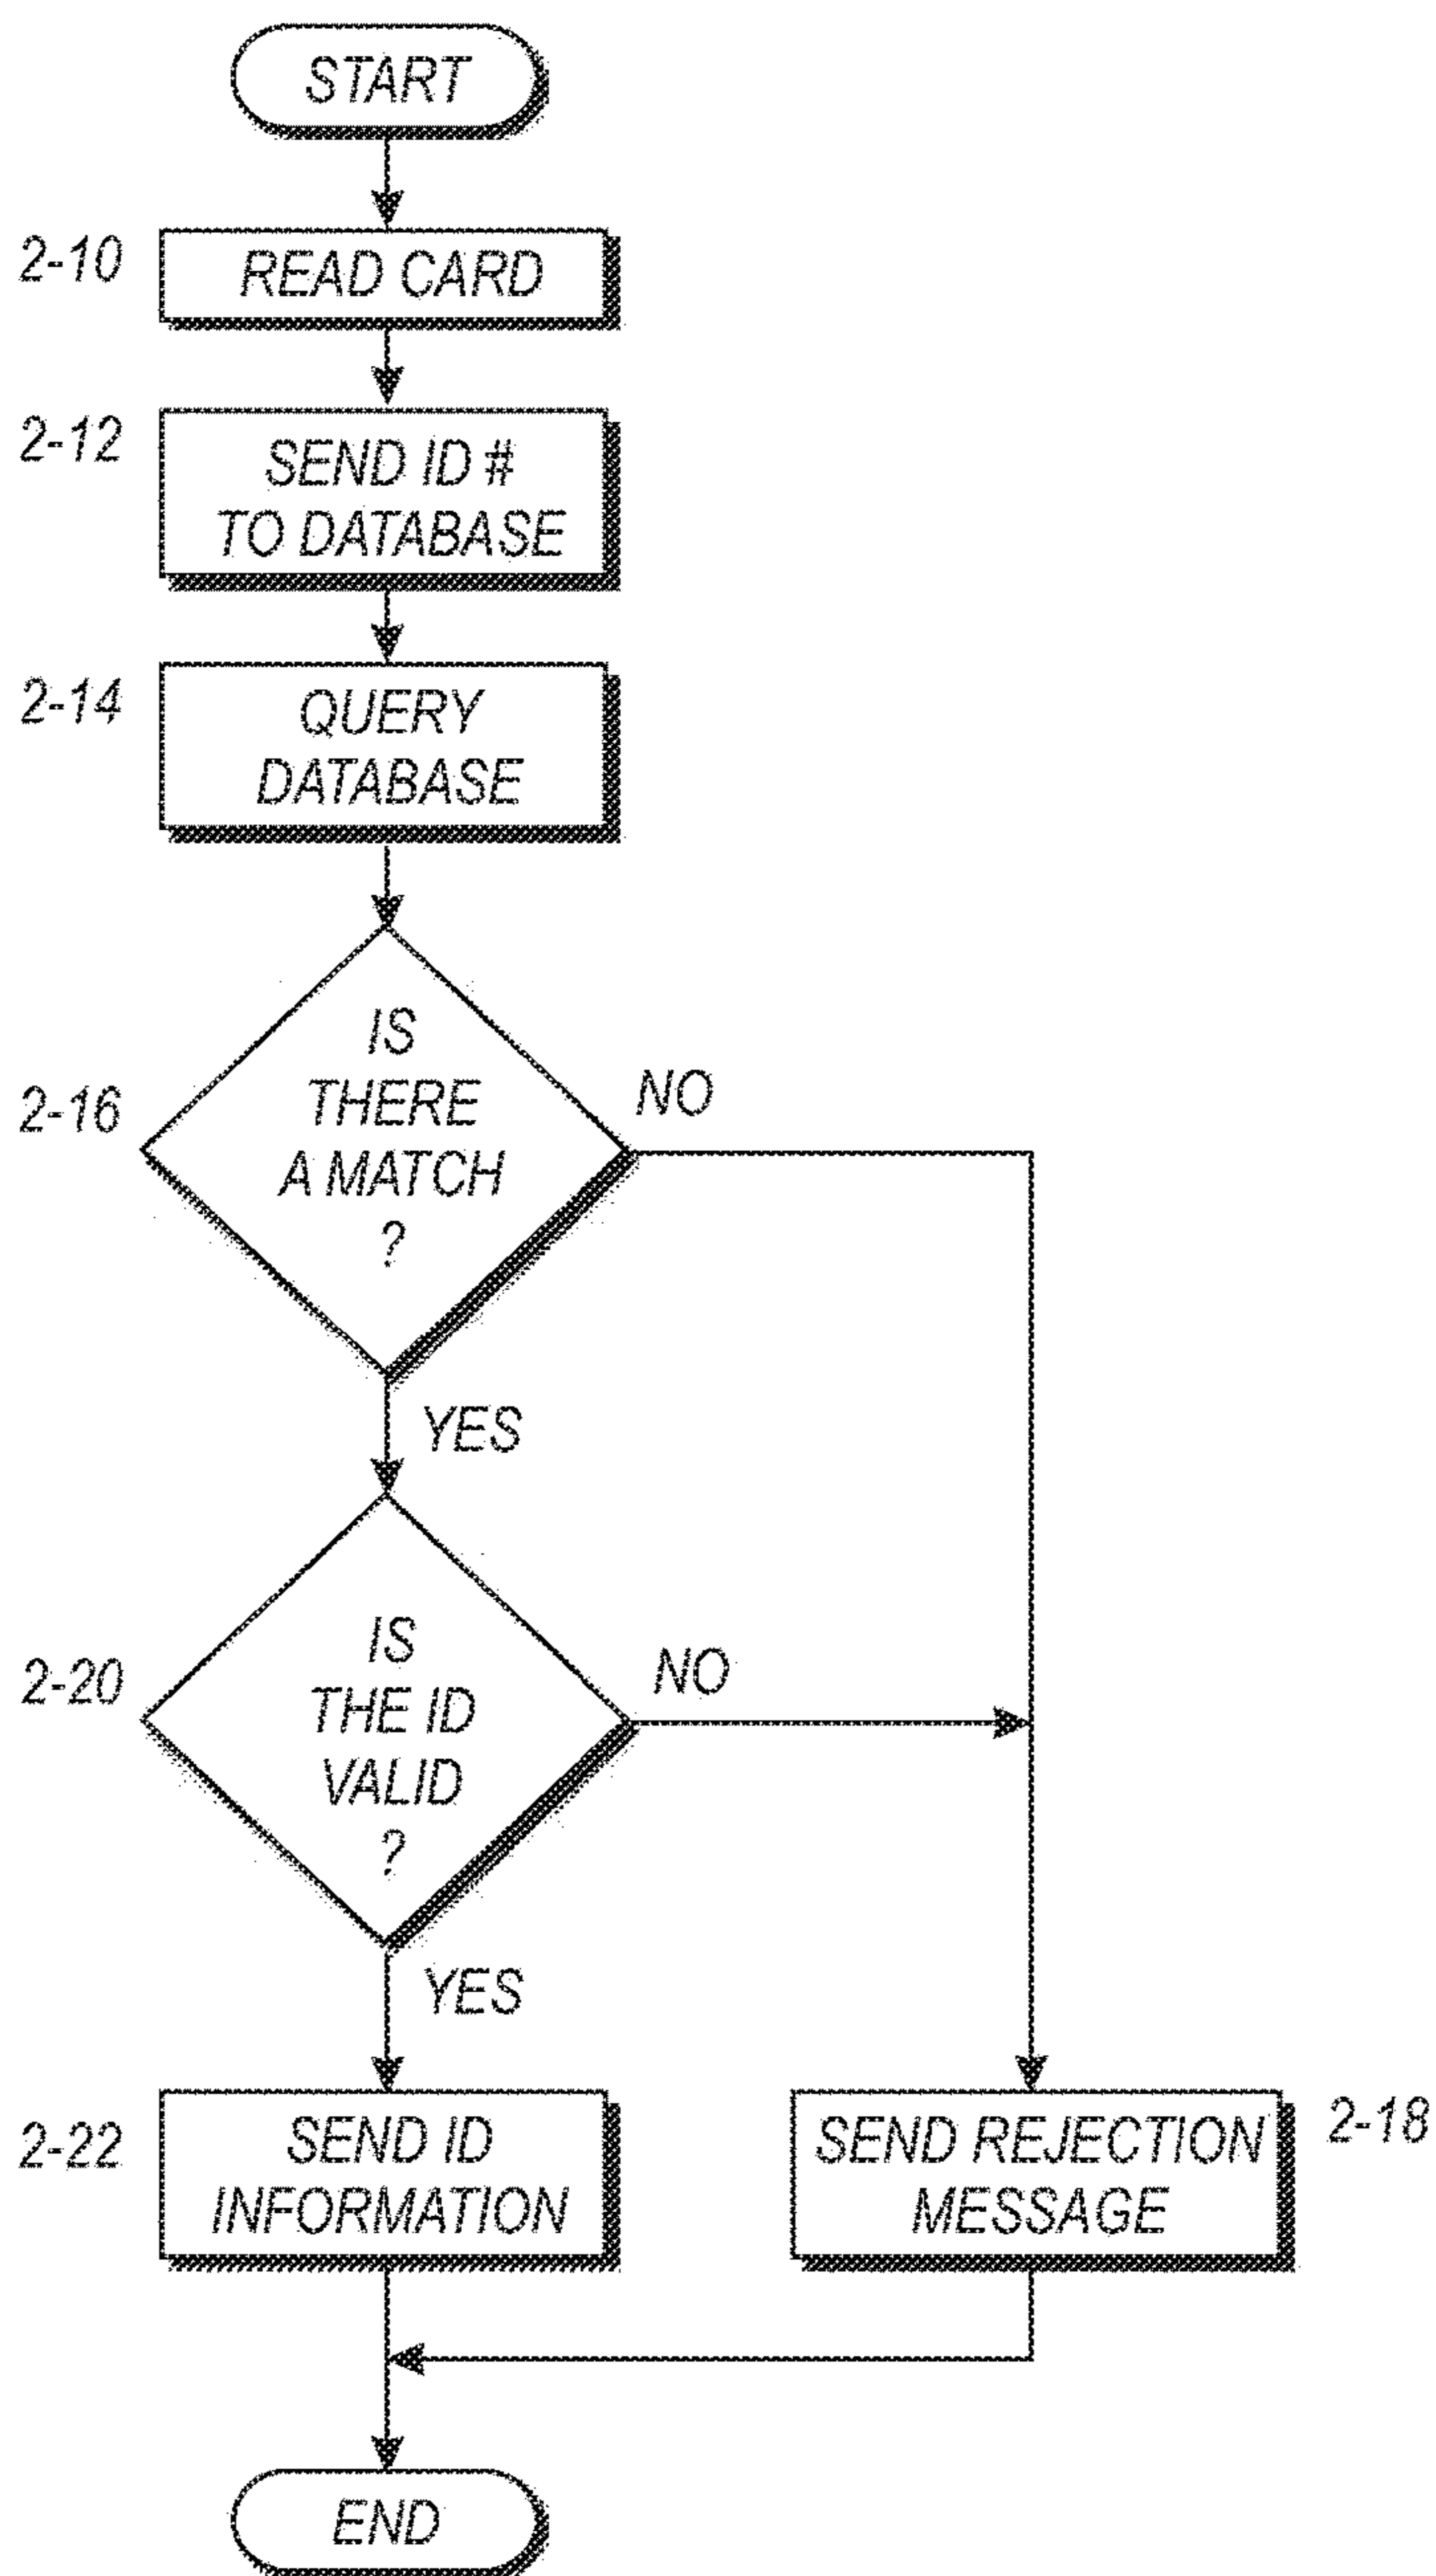 START
2-10
READ CARD
2-12
SEND ID #
TO DATABASE
2-14
QUERY
DATABASE
2-16
IS
THERE
A MATCH
?
NO
YES
2-20
IS
THE ID
VALID
?
NO
YES
2-22
SEND ID
INFORMATION
SEND REJECTION
MESSAGE
2-18
END